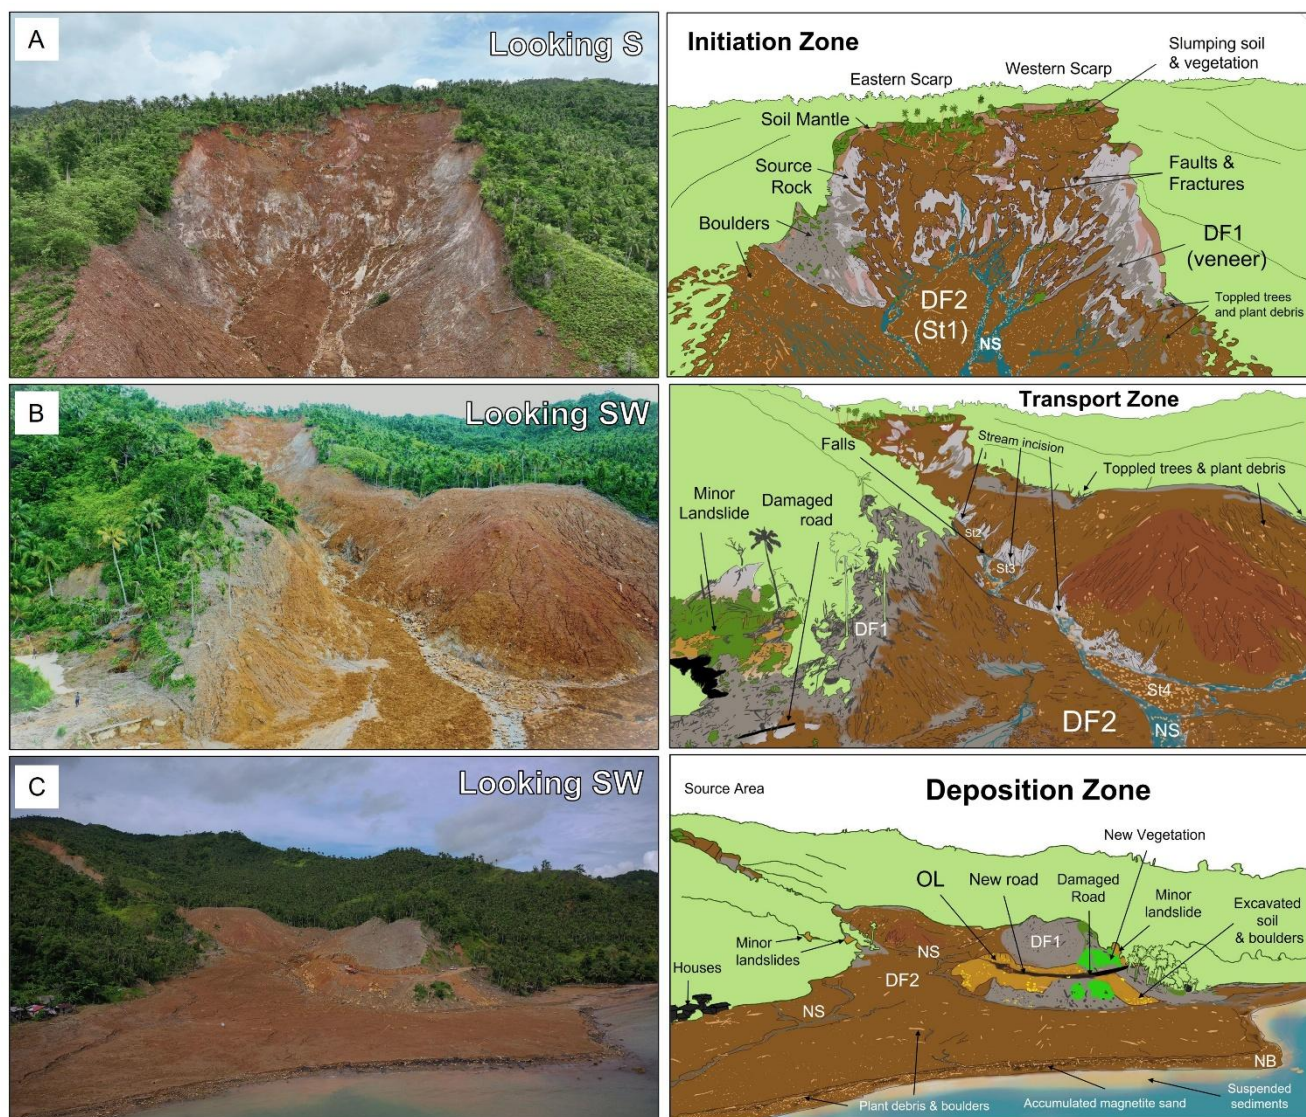 A
Looking S
Initiation Zone
Slumping soil
& vegetation
Eastern Scarp
Western Scarp
Soil Mantle
Source
Rock
Faults &
Fractures
Boulders
DF1
(veneer)
DF2
(St1)
NS
Toppled trees
and plant debris
B
Looking SW
Transport Zone
Falls
Stream incision
Toppled trees & plant debris
Minor
Landslide
Damaged
road
St2
St3
DF1
St4
DF2
NS
C
Looking SW
Source Area
Deposition Zone
New Vegetation
OL
New road
Damaged
Road
Minor
landslide
Excavated
soil
& boulders
Minor
landslides
DF1
NS
Houses
DF2
NS
NB
Plant debris & boulders
Accumulated magnetite sand
Suspended
sediments